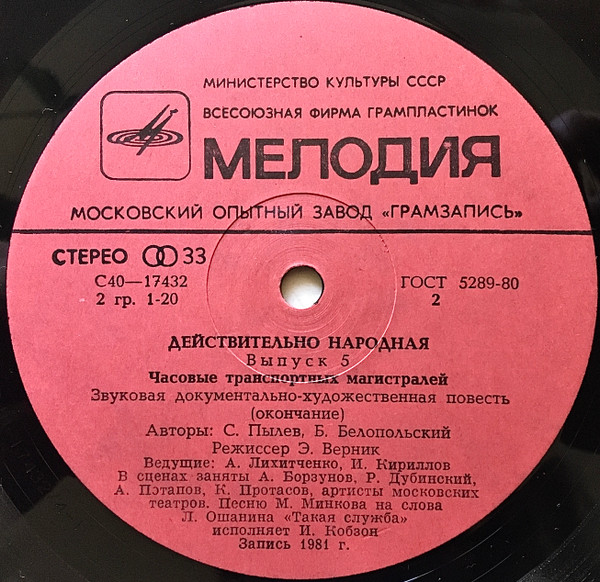 МИНИСТЕРСТВО КУЛЬТУРЫ СССР
ВСЕСОЮЗНАЯ ФИРМА ГРАМПЛАСТИНОК
МЕЛОДИЯ
МОСКОВСКИЙ ОПЫТНЫЙ ЗАВОД «ГРАМЗАПИСЬ»
СТЕРЕО 33
С40—17432
ГОСТ 5289-80
2 гр. 1-20
2
ДЕЙСТВИТЕЛЬНО НАРОДНАЯ
Выпуск 5
Часовые транспортных магистралей
Звуковая документально-художественная повесть
(окончание)
Авторы: С. Пылев, Б. Белопольский
Режиссер Э. Верник
Ведущие: А. Лихитченко, И. Кириллов
В сценах заняты А. Борзунов, Р. Дубинский,
А. Пэтапов, К. Протасов, артисты московских
театров. Песню М. Минкова на слова
Л. Ошанина «Такая служба»
исполняет И. Кобзон
Запись 1981 г.